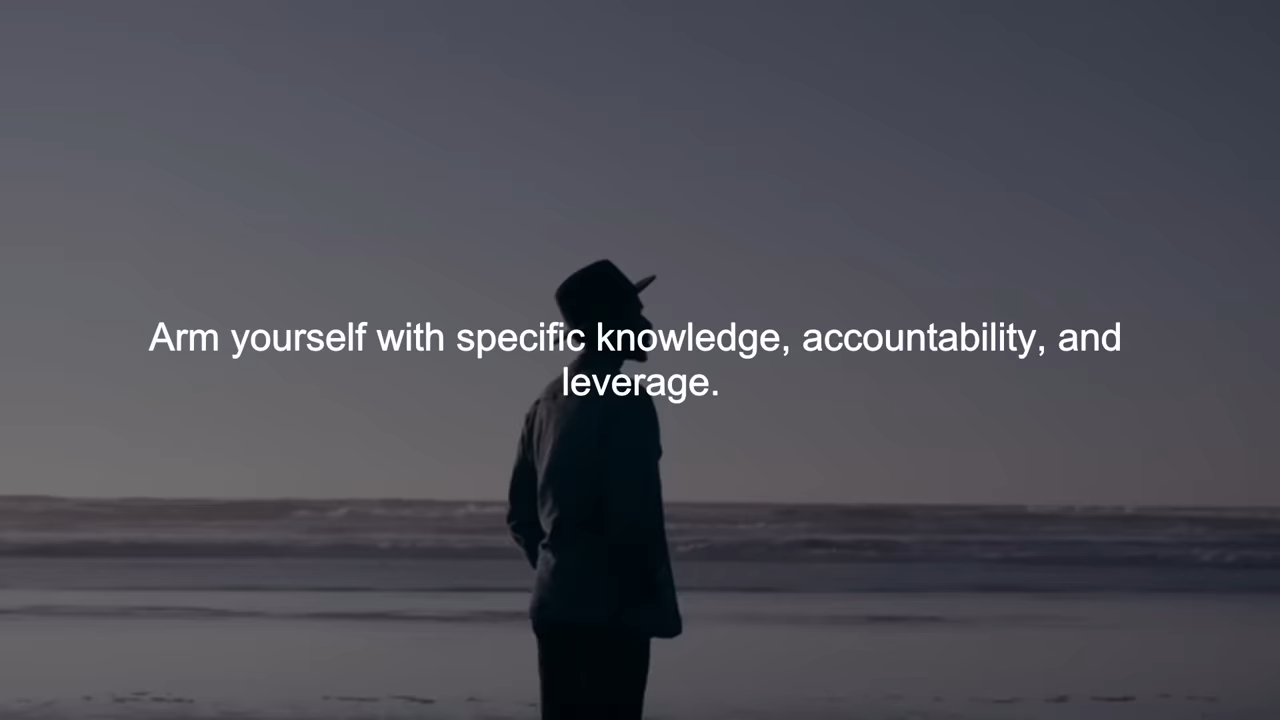 Arm yourself with specific knowledge, accountability, and
leverage.